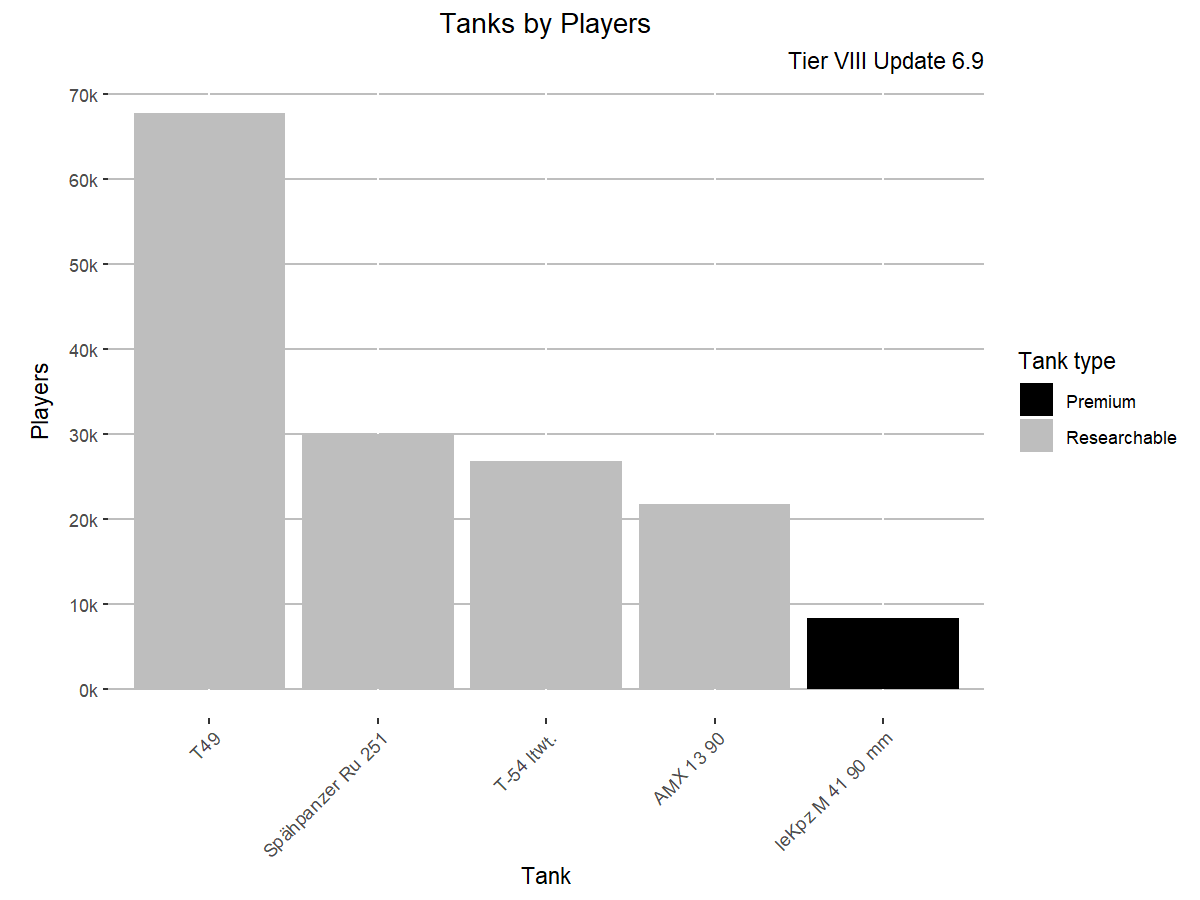 Tanks by Players
Tier VIII Update 6.9
70k
60k
50k
40k
30k
20k
10k
0k
Players
T49
Spähpanzer Ru 251
T-54 ltwt.
AMX 13 90
leKpz M 41 90 mm
Tank
Tank type
Premium
Researchable